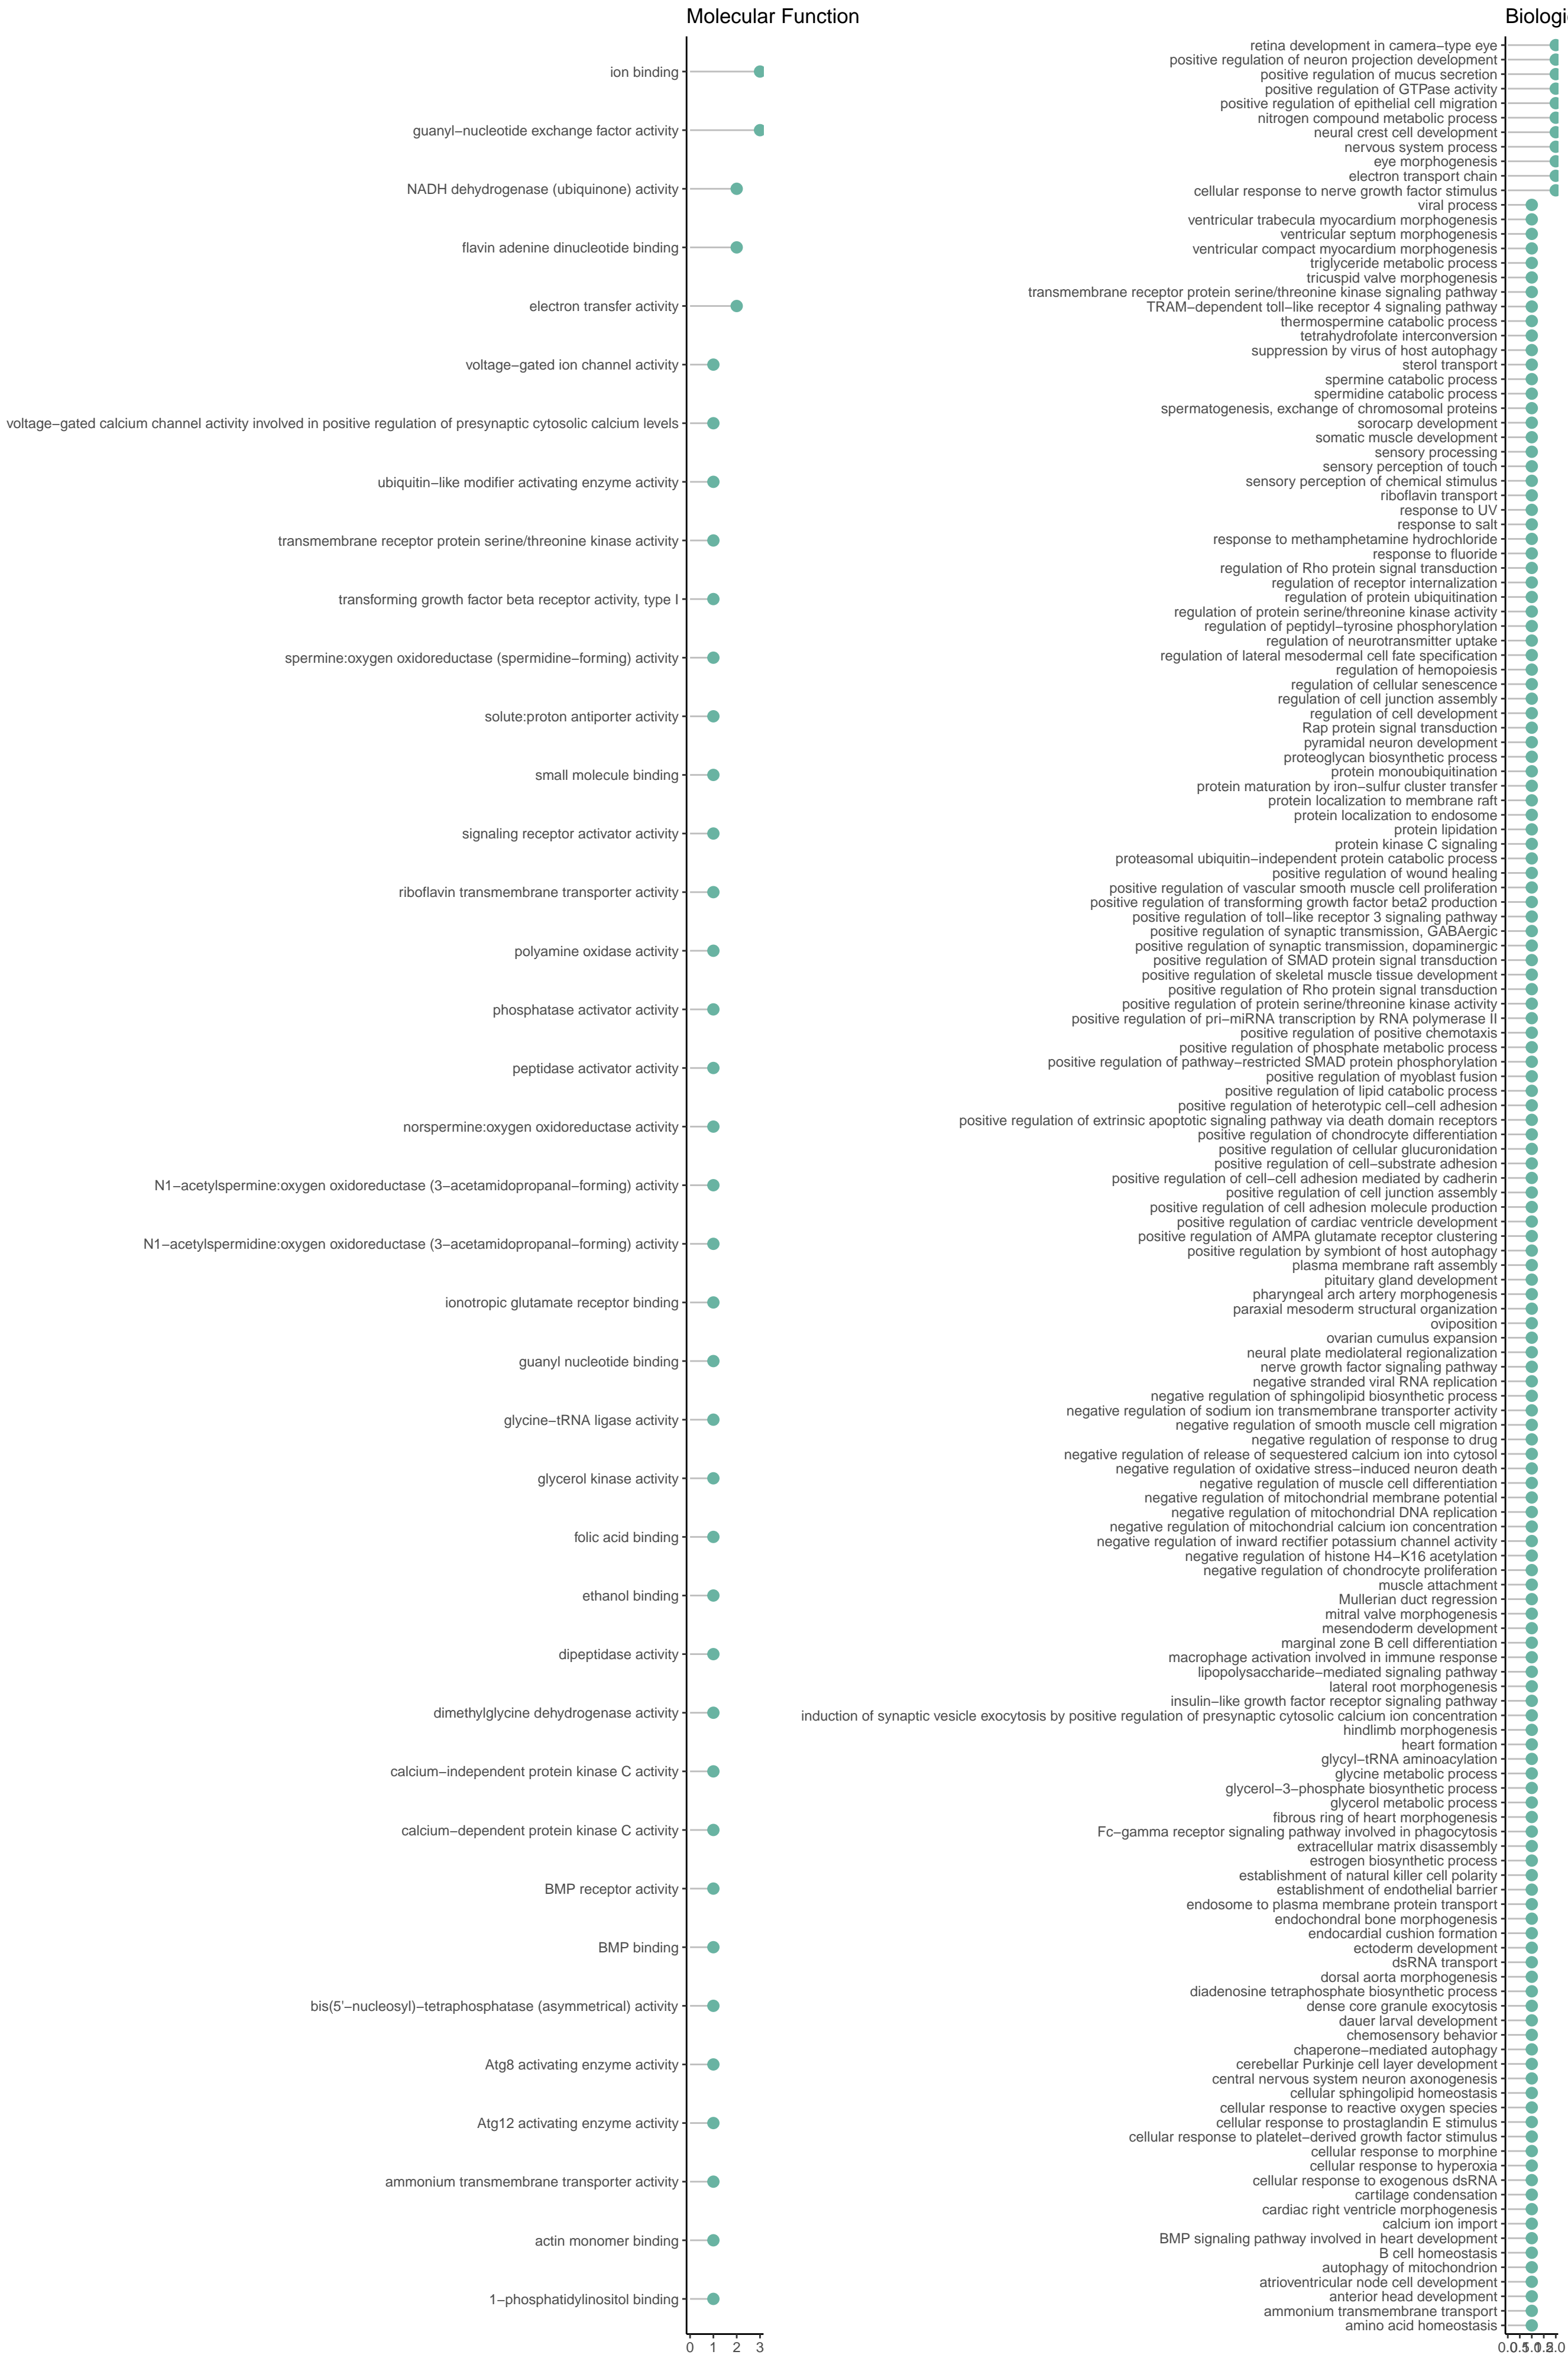 Molecular Function
ion binding
guanyl−nucleotide exchange factor activity
NADH dehydrogenase (ubiquinone) activity
flavin adenine dinucleotide binding
electron transfer activity
voltage−gated ion channel activity
voltage−gated calcium channel activity involved in positive regulation of presynaptic cytosolic calcium levels
ubiquitin−like modifier activating enzyme activity
transmembrane receptor protein serine/threonine kinase activity
transforming growth factor beta receptor activity, type I
spermine:oxygen oxidoreductase (spermidine−forming) activity
solute:proton antiporter activity
small molecule binding
signaling receptor activator activity
riboflavin transmembrane transporter activity
polyamine oxidase activity
phosphatase activator activity
peptidase activator activity
norspermine:oxygen oxidoreductase activity
N1−acetylspermine:oxygen oxidoreductase (3−acetamidopropanal−forming) activity
N1−acetylspermidine:oxygen oxidoreductase (3−acetamidopropanal−forming) activity
ionotropic glutamate receptor binding
guanyl nucleotide binding
glycine−tRNA ligase activity
glycerol kinase activity
folic acid binding
ethanol binding
dipeptidase activity
dimethylglycine dehydrogenase activity
calcium−independent protein kinase C activity
calcium−dependent protein kinase C activity
BMP receptor activity
BMP binding
bis(5'−nucleosyl)−tetraphosphatase (asymmetrical) activity
Atg8 activating enzyme activity
Atg12 activating enzyme activity
ammonium transmembrane transporter activity
actin monomer binding
1−phosphatidylinositol binding
0 1 2 3
Biologi
retina development in camera−type eye
positive regulation of neuron projection development
positive regulation of mucus secretion
positive regulation of GTPase activity
positive regulation of epithelial cell migration
nitrogen compound metabolic process
neural crest cell development
nervous system process
eye morphogenesis
electron transport chain
cellular response to nerve growth factor stimulus
viral process
ventricular trabecula myocardium morphogenesis
ventricular septum morphogenesis
ventricular compact myocardium morphogenesis
triglyceride metabolic process
tricuspid valve morphogenesis
transmembrane receptor protein serine/threonine kinase signaling pathway
TRAM−dependent toll−like receptor 4 signaling pathway
thermospermine catabolic process
tetrahydrofolate interconversion
suppression by virus of host autophagy
sterol transport
spermine catabolic process
spermidine catabolic process
spermatogenesis, exchange of chromosomal proteins
sorocarp development
somatic muscle development
sensory processing
sensory perception of touch
sensory perception of chemical stimulus
riboflavin transport
response to UV
response to salt
response to methamphetamine hydrochloride
response to fluoride
regulation of Rho protein signal transduction
regulation of receptor internalization
regulation of protein ubiquitination
regulation of protein serine/threonine kinase activity
regulation of peptidyl−tyrosine phosphorylation
regulation of neurotransmitter uptake
regulation of lateral mesodermal cell fate specification
regulation of hemopoiesis
regulation of cellular senescence
regulation of cell junction assembly
regulation of cell development
Rap protein signal transduction
pyramidal neuron development
proteoglycan biosynthetic process
protein monoubiquitination
protein maturation by iron−sulfur cluster transfer
protein localization to membrane raft
protein localization to endosome
protein lipidation
protein kinase C signaling
proteasomal ubiquitin−independent protein catabolic process
positive regulation of wound healing
positive regulation of vascular smooth muscle cell proliferation
positive regulation of transforming growth factor beta2 production
positive regulation of toll−like receptor 3 signaling pathway
positive regulation of synaptic transmission, GABAergic
positive regulation of synaptic transmission, dopaminergic
positive regulation of SMAD protein signal transduction
positive regulation of skeletal muscle tissue development
positive regulation of Rho protein signal transduction
positive regulation of protein serine/threonine kinase activity
positive regulation of pri−miRNA transcription by RNA polymerase II
positive regulation of positive chemotaxis
positive regulation of phosphate metabolic process
positive regulation of pathway−restricted SMAD protein phosphorylation
positive regulation of myoblast fusion
positive regulation of lipid catabolic process
positive regulation of heterotypic cell−cell adhesion
positive regulation of extrinsic apoptotic signaling pathway via death domain receptors
positive regulation of chondrocyte differentiation
positive regulation of cellular glucuronidation
positive regulation of cell−substrate adhesion
positive regulation of cell−cell adhesion mediated by cadherin
positive regulation of cell junction assembly
positive regulation of cell adhesion molecule production
positive regulation of cardiac ventricle development
positive regulation of AMPA glutamate receptor clustering
positive regulation by symbiont of host autophagy
plasma membrane raft assembly
pituitary gland development
pharyngeal arch artery morphogenesis
paraxial mesoderm structural organization
oviposition
ovarian cumulus expansion
neural plate mediolateral regionalization
nerve growth factor signaling pathway
negative stranded viral RNA replication
negative regulation of sphingolipid biosynthetic process
negative regulation of sodium ion transmembrane transporter activity
negative regulation of smooth muscle cell migration
negative regulation of response to drug
negative regulation of release of sequestered calcium ion into cytosol
negative regulation of oxidative stress−induced neuron death
negative regulation of muscle cell differentiation
negative regulation of mitochondrial membrane potential
negative regulation of mitochondrial DNA replication
negative regulation of mitochondrial calcium ion concentration
negative regulation of inward rectifier potassium channel activity
negative regulation of histone H4−K16 acetylation
negative regulation of chondrocyte proliferation
muscle attachment
Mullerian duct regression
mitral valve morphogenesis
mesendoderm development
marginal zone B cell differentiation
macrophage activation involved in immune response
lipopolysaccharide−mediated signaling pathway
lateral root morphogenesis
insulin−like growth factor receptor signaling pathway
induction of synaptic vesicle exocytosis by positive regulation of presynaptic cytosolic calcium ion concentration
hindlimb morphogenesis
heart formation
glycyl−tRNA aminoacylation
glycine metabolic process
glycerol−3−phosphate biosynthetic process
glycerol metabolic process
fibrous ring of heart morphogenesis
Fc−gamma receptor signaling pathway involved in phagocytosis
extracellular matrix disassembly
estrogen biosynthetic process
establishment of natural killer cell polarity
establishment of endothelial barrier
endosome to plasma membrane protein transport
endochondral bone morphogenesis
endocardial cushion formation
ectoderm development
dsRNA transport
dorsal aorta morphogenesis
diadenosine tetraphosphate biosynthetic process
dense core granule exocytosis
dauer larval development
chemosensory behavior
chaperone−mediated autophagy
cerebellar Purkinje cell layer development
central nervous system neuron axonogenesis
cellular sphingolipid homeostasis
cellular response to reactive oxygen species
cellular response to prostaglandin E stimulus
cellular response to platelet−derived growth factor stimulus
cellular response to morphine
cellular response to hyperoxia
cellular response to exogenous dsRNA
cartilage condensation
cardiac right ventricle morphogenesis
calcium ion import
BMP signaling pathway involved in heart development
B cell homeostasis
autophagy of mitochondrion
atrioventricular node cell development
anterior head development
ammonium transmembrane transport
amino acid homeostasis
0.0 0.5 1.0 1.5 2.0